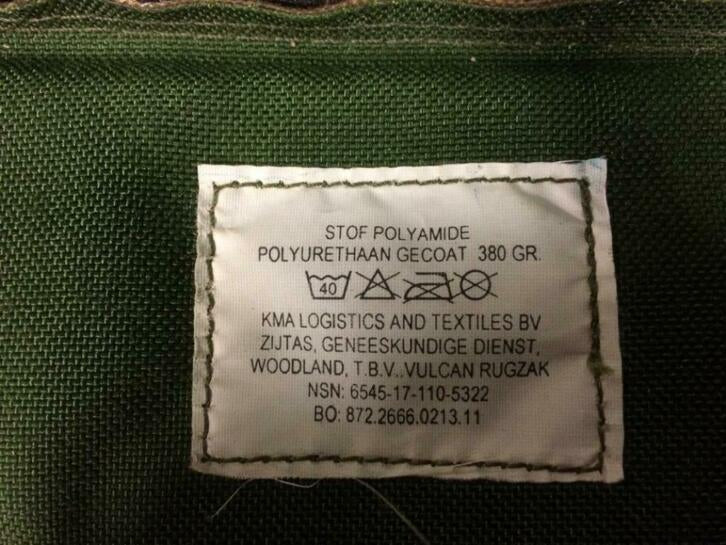 STOF POLYAMIDE
POLYURETHAAN GECOAT 380 GR.
40
KMA LOGISTICS AND TEXTILES BV
ZIJTAS, GENEESKUNDIGE DIENST,
WOODLAND, T.B.V..VULCAN RUGZAK
NSN: 6545-17-110-5322
BO: 872.2666.0213.11